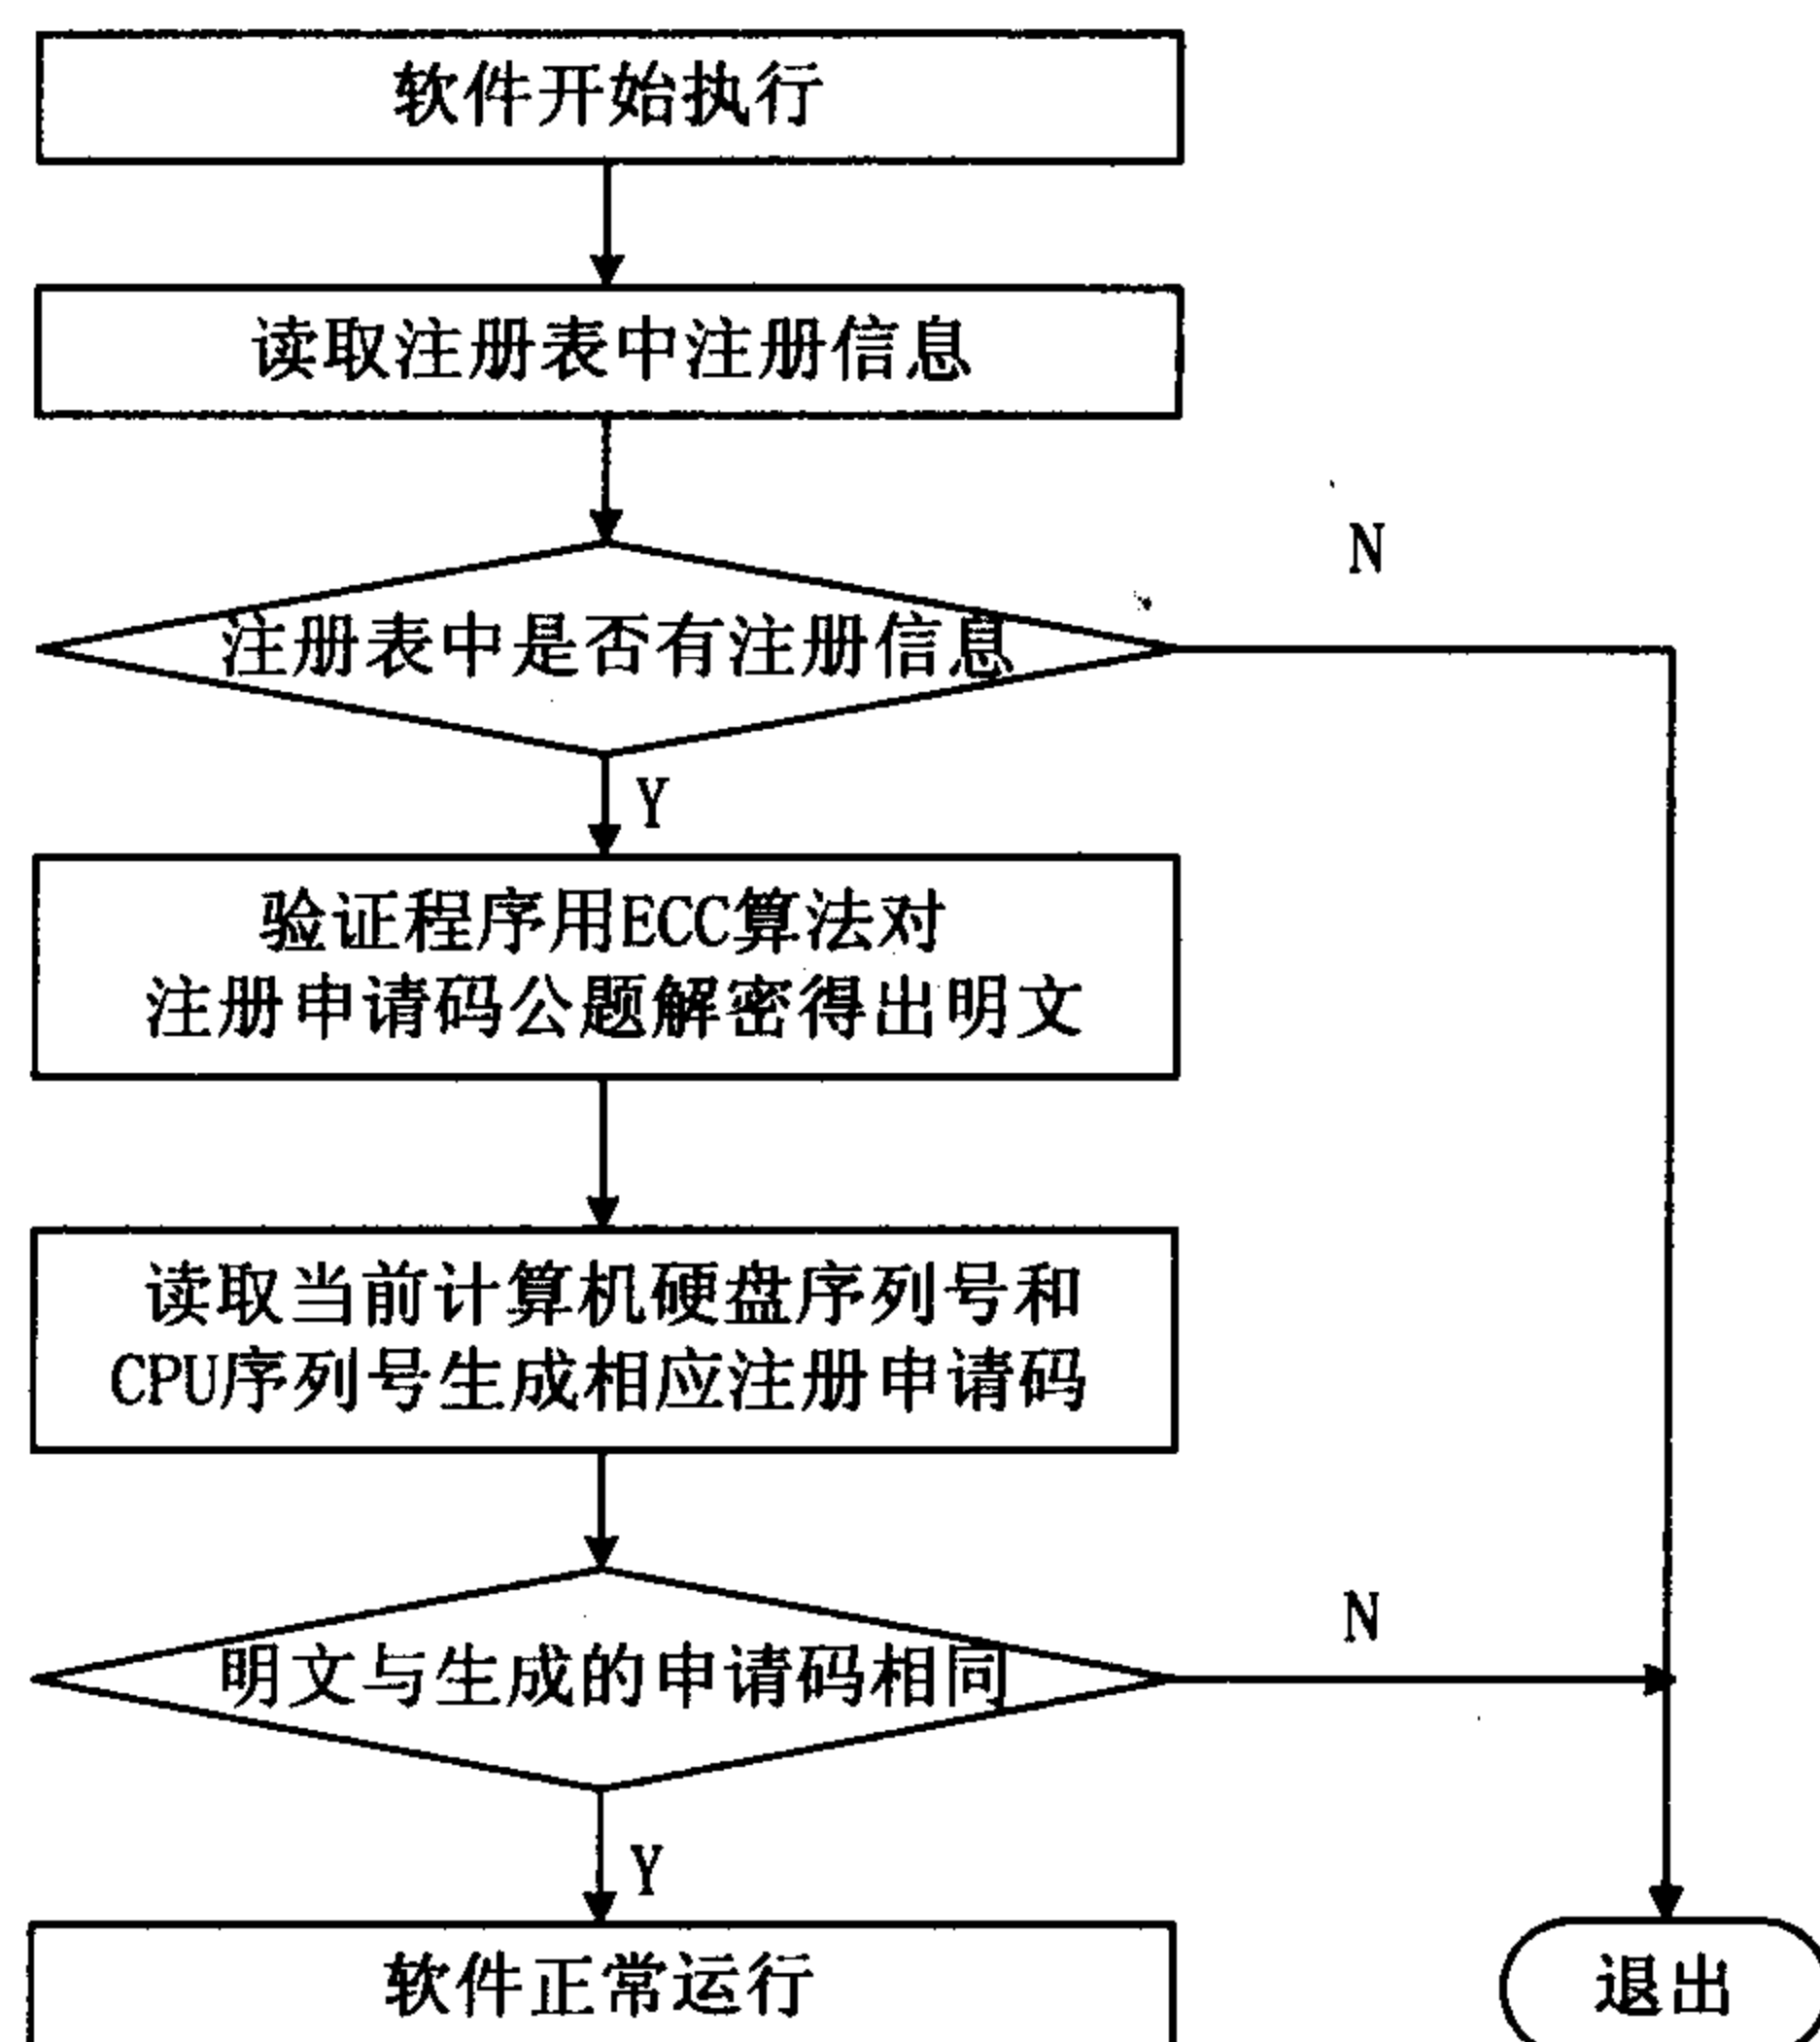 软件开始执行
读取注册表中注册信息
N
注册表中是否有注册信息
Y
验证程序用ECC算法对
注册申请码公题解密得出明文
读取当前计算机硬盘序列号和
CPU序列号生成相应注册申请码
N
明文与生成的申请码相同
Y
软件正常运行
退出